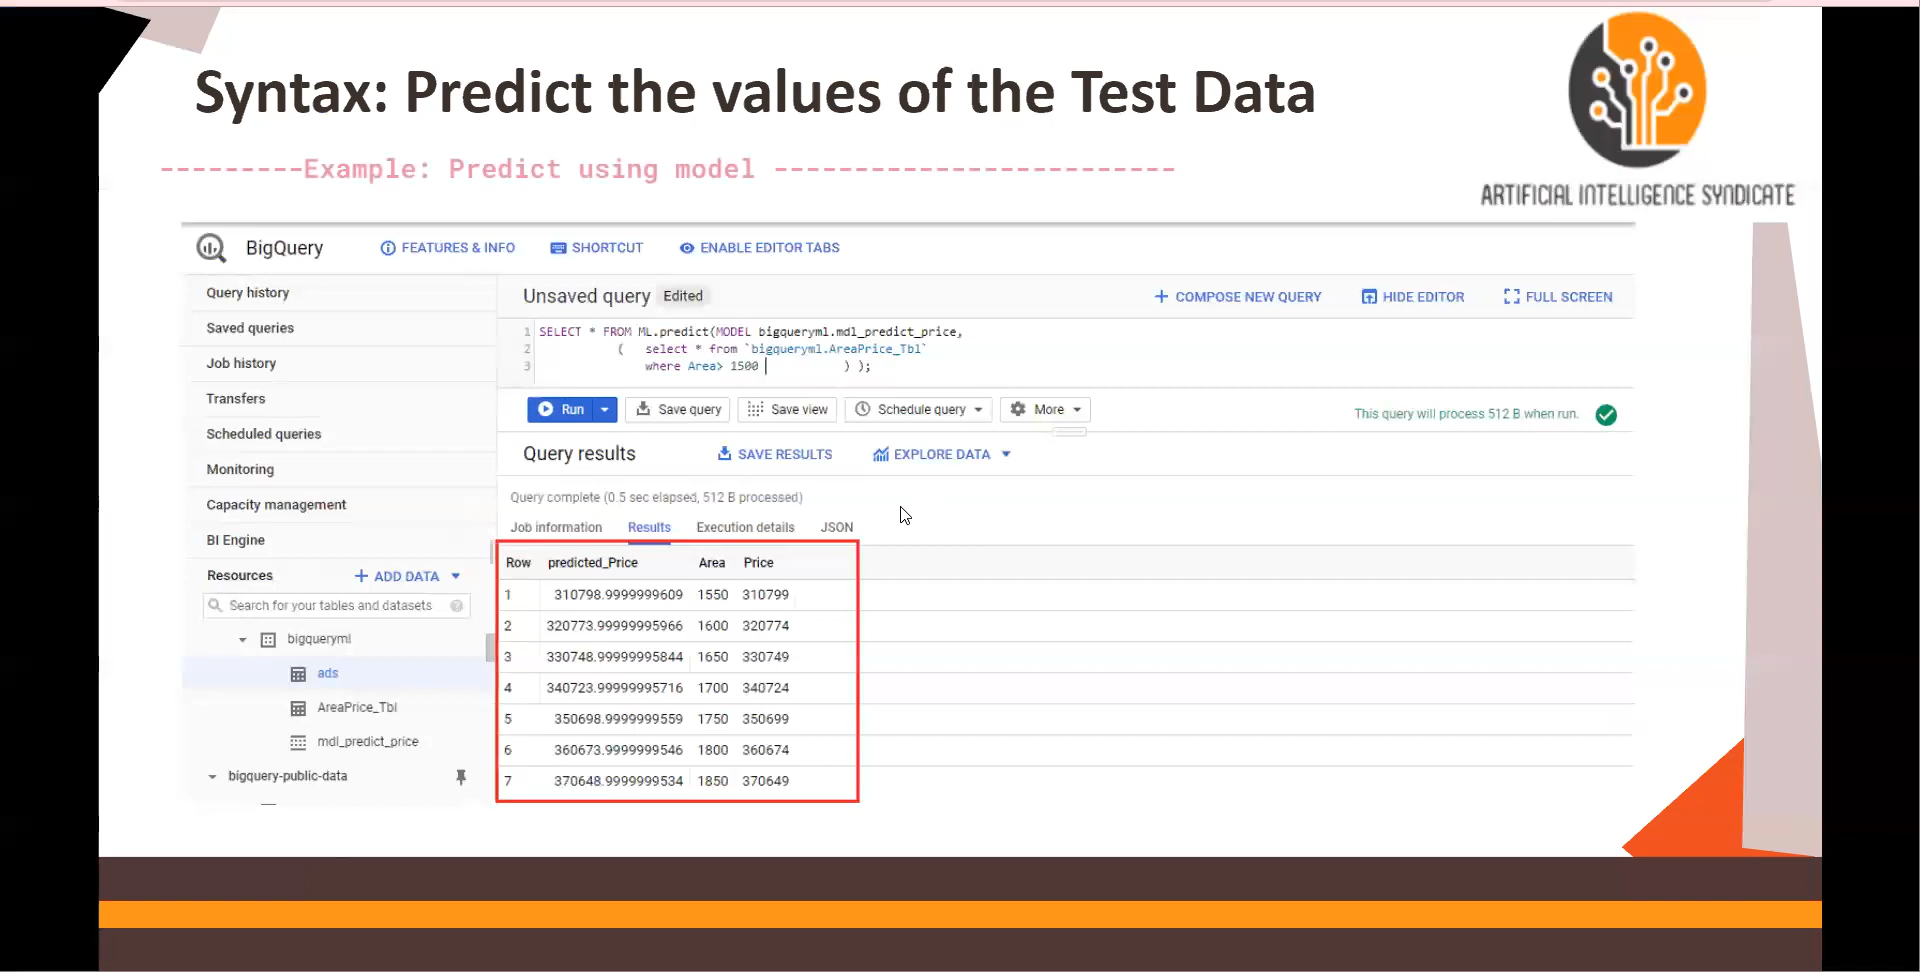 Syntax: Predict the values of the Test Data
---------Example: Predict using model -------------------------
ARTIFICIAL INTELLIGENCE SYNDICATE
BigQuery FEATURES & INFO SHORTCUT ENABLE EDITOR TABS
Query history
Saved queries
Job history
Transfers
Scheduled queries
Monitoring
Capacity management
BI Engine
Resources ADD DATA
Search for your tables and datasets
bigqueryml
ads
AreaPrice_Tbl
mdl_predict_price
bigquery-public-data
Unsaved query Edited COMPOSE NEW QUERY HIDE EDITOR FULL SCREEN
1 SELECT * FROM ML.predict(MODEL bigqueryml.mdl_predict_price,
2 ( select * from `bigqueryml.AreaPrice_Tbl`
3 where Area> 1500 ) );
Run Save query Save view Schedule query More This query will process 512 B when run.
Query results SAVE RESULTS EXPLORE DATA
Query complete (0.5 sec elapsed, 512 B processed)
Job information Results Execution details JSON
Row predicted_Price Area Price
1 310798.9999999609 1550 310799
2 320773.99999995966 1600 320774
3 330748.99999995844 1650 330749
4 340723.99999995716 1700 340724
5 350698.9999999559 1750 350699
6 360673.9999999546 1800 360674
7 370648.9999999534 1850 370649